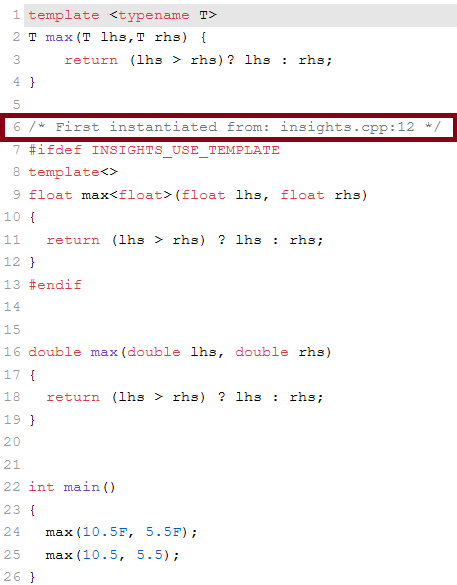 1 template <typename T>
2 T max(T lhs,T rhs) {
3     return (lhs > rhs)? lhs : rhs;
4 }
5
6 /* First instantiated from: insights.cpp:12 */
7 #ifdef INSIGHTS_USE_TEMPLATE
8 template<>
9 float max<float>(float lhs, float rhs)
10 {
11   return (lhs > rhs) ? lhs : rhs;
12 }
13 #endif
14
15
16 double max(double lhs, double rhs)
17 {
18   return (lhs > rhs) ? lhs : rhs;
19 }
20
21
22 int main()
23 {
24   max(10.5F, 5.5F);
25   max(10.5, 5.5);
26 }